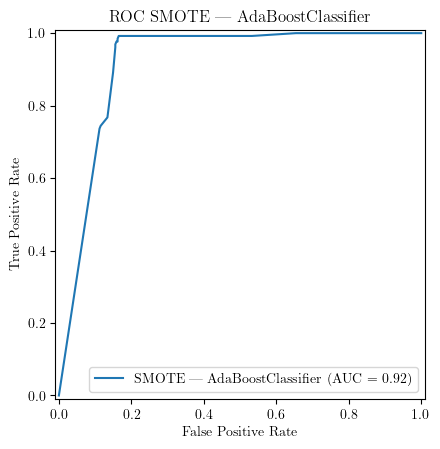 ROC SMOTE — AdaBoostClassifier
1.0
0.8
0.6
0.4
0.2
0.0
True Positive Rate
SMOTE — AdaBoostClassifier (AUC = 0.92)
0.0 0.2 0.4 0.6 0.8 1.0
False Positive Rate